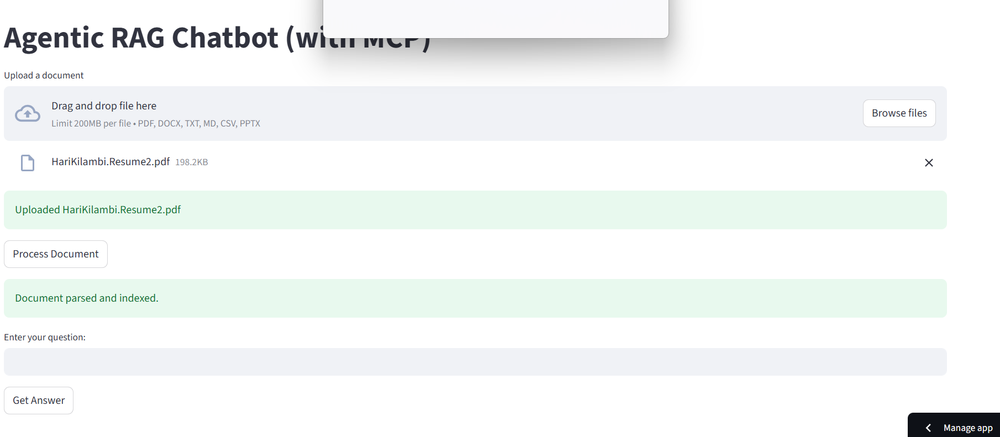 Agentic RAG Chatbot (with MCP)
Upload a document
Drag and drop file here
Limit 200MB per file • PDF, DOCX, TXT, MD, CSV, PPTX
Browse files
HariKilambi.Resume2.pdf 198.2KB
Uploaded HariKilambi.Resume2.pdf
Process Document
Document parsed and indexed.
Enter your question:
Get Answer
Manage app